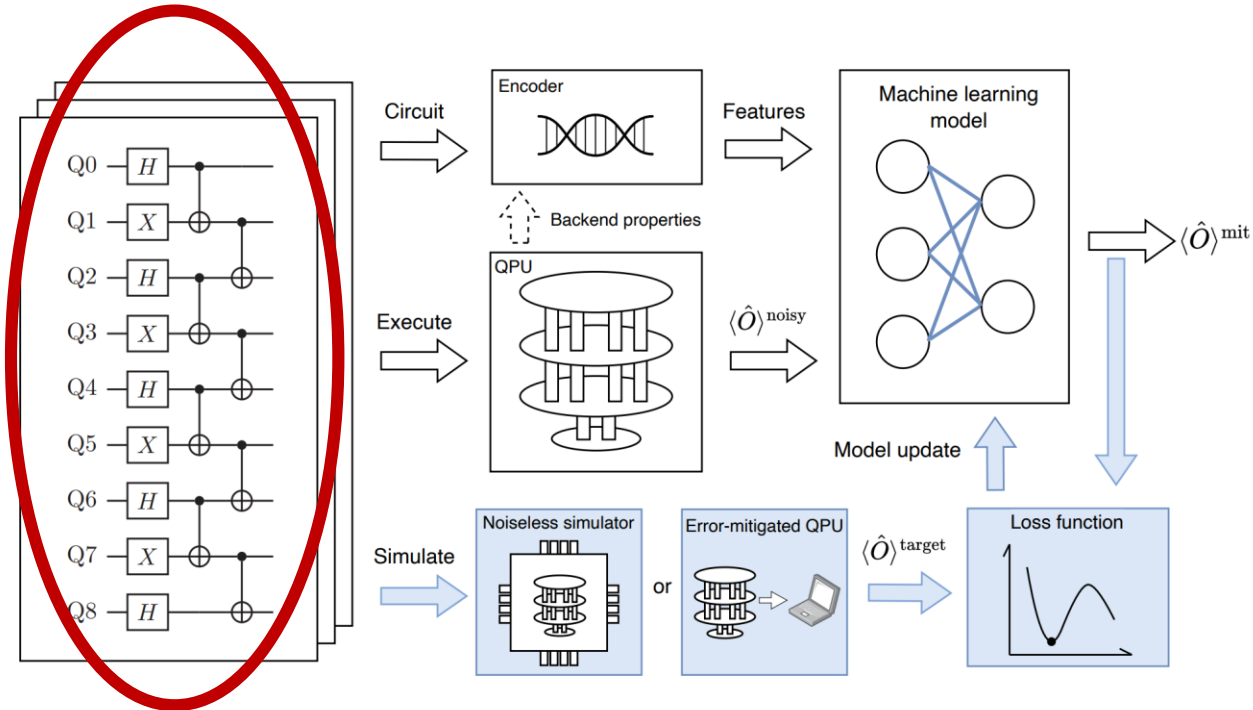 Q0 H
Q1 X
Q2 H
Q3 X
Q4 H
Q5 X
Q6 H
Q7 X
Q8 H
Circuit
Execute
Simulate
Encoder
Backend properties
QPU
Features
⟨Ô⟩^noisy
Machine learning
model
⟨Ô⟩^mit
Model update
Noiseless simulator
or
Error-mitigated QPU
⟨Ô⟩^target
Loss function